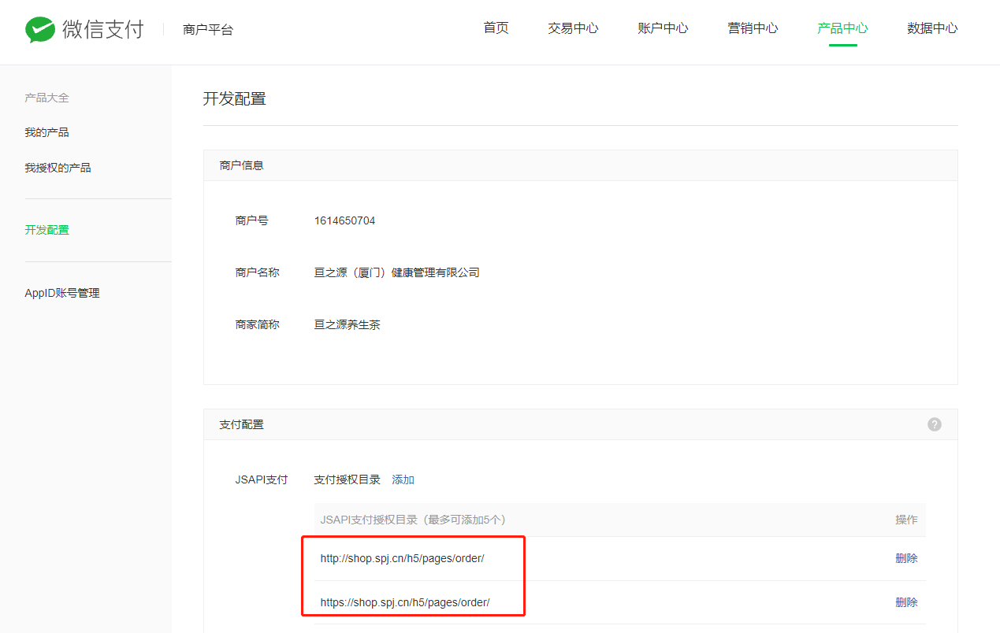 微信支付 商户平台 首页 交易中心 账户中心 营销中心 产品中心 数据中心
产品大全
我的产品
我授权的产品
开发配置
AppID账号管理
开发配置
商户信息
商户号 1614650704
商户名称 亘之源（厦门）健康管理有限公司
商家简称 亘之源养生茶
支付配置 ?
JSAPI支付 支付授权目录 添加
JSAPI支付授权目录（最多可添加5个） 操作
http://shop.spj.cn/h5/pages/order/ 删除
https://shop.spj.cn/h5/pages/order/ 删除